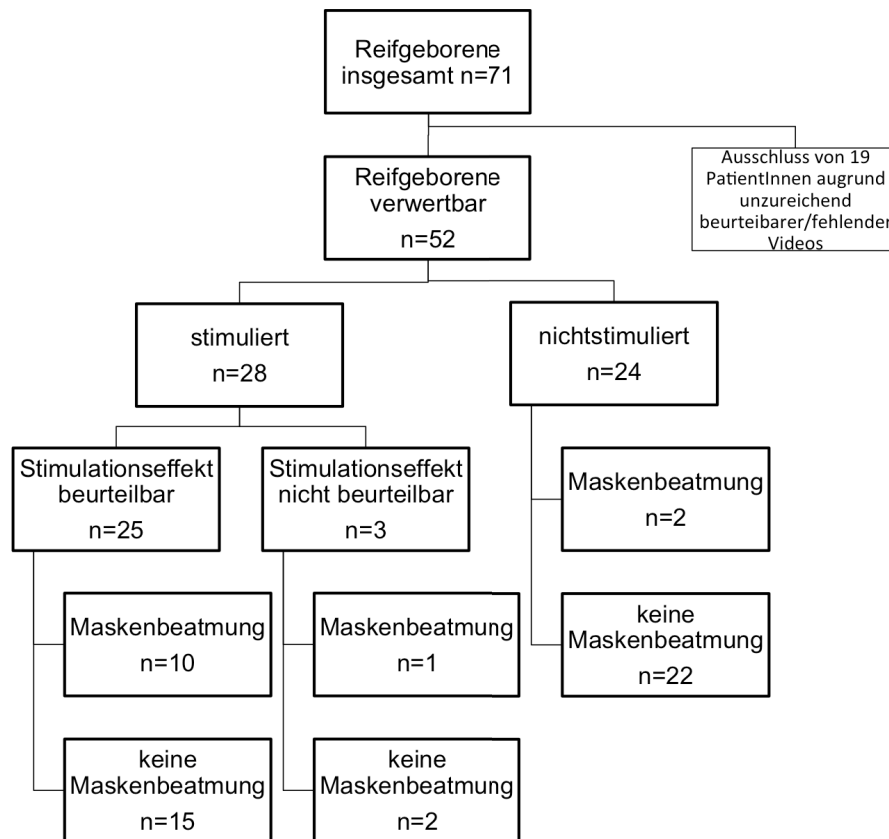 Reifgeborene
insgesamt n=71
Ausschluss von 19
PatientInnen augrund
unzureichend
beurteibarer/fehlender
Videos
Reifgeborene
verwertbar
n=52
stimuliert
n=28
nichtstimuliert
n=24
Stimulationseffekt
beurteilbar
n=25
Stimulationseffekt
nicht beurteilbar
n=3
Maskenbeatmung
n=2
Maskenbeatmung
n=10
Maskenbeatmung
n=1
keine
Maskenbeatmung
n=22
keine
Maskenbeatmung
n=15
keine
Maskenbeatmung
n=2